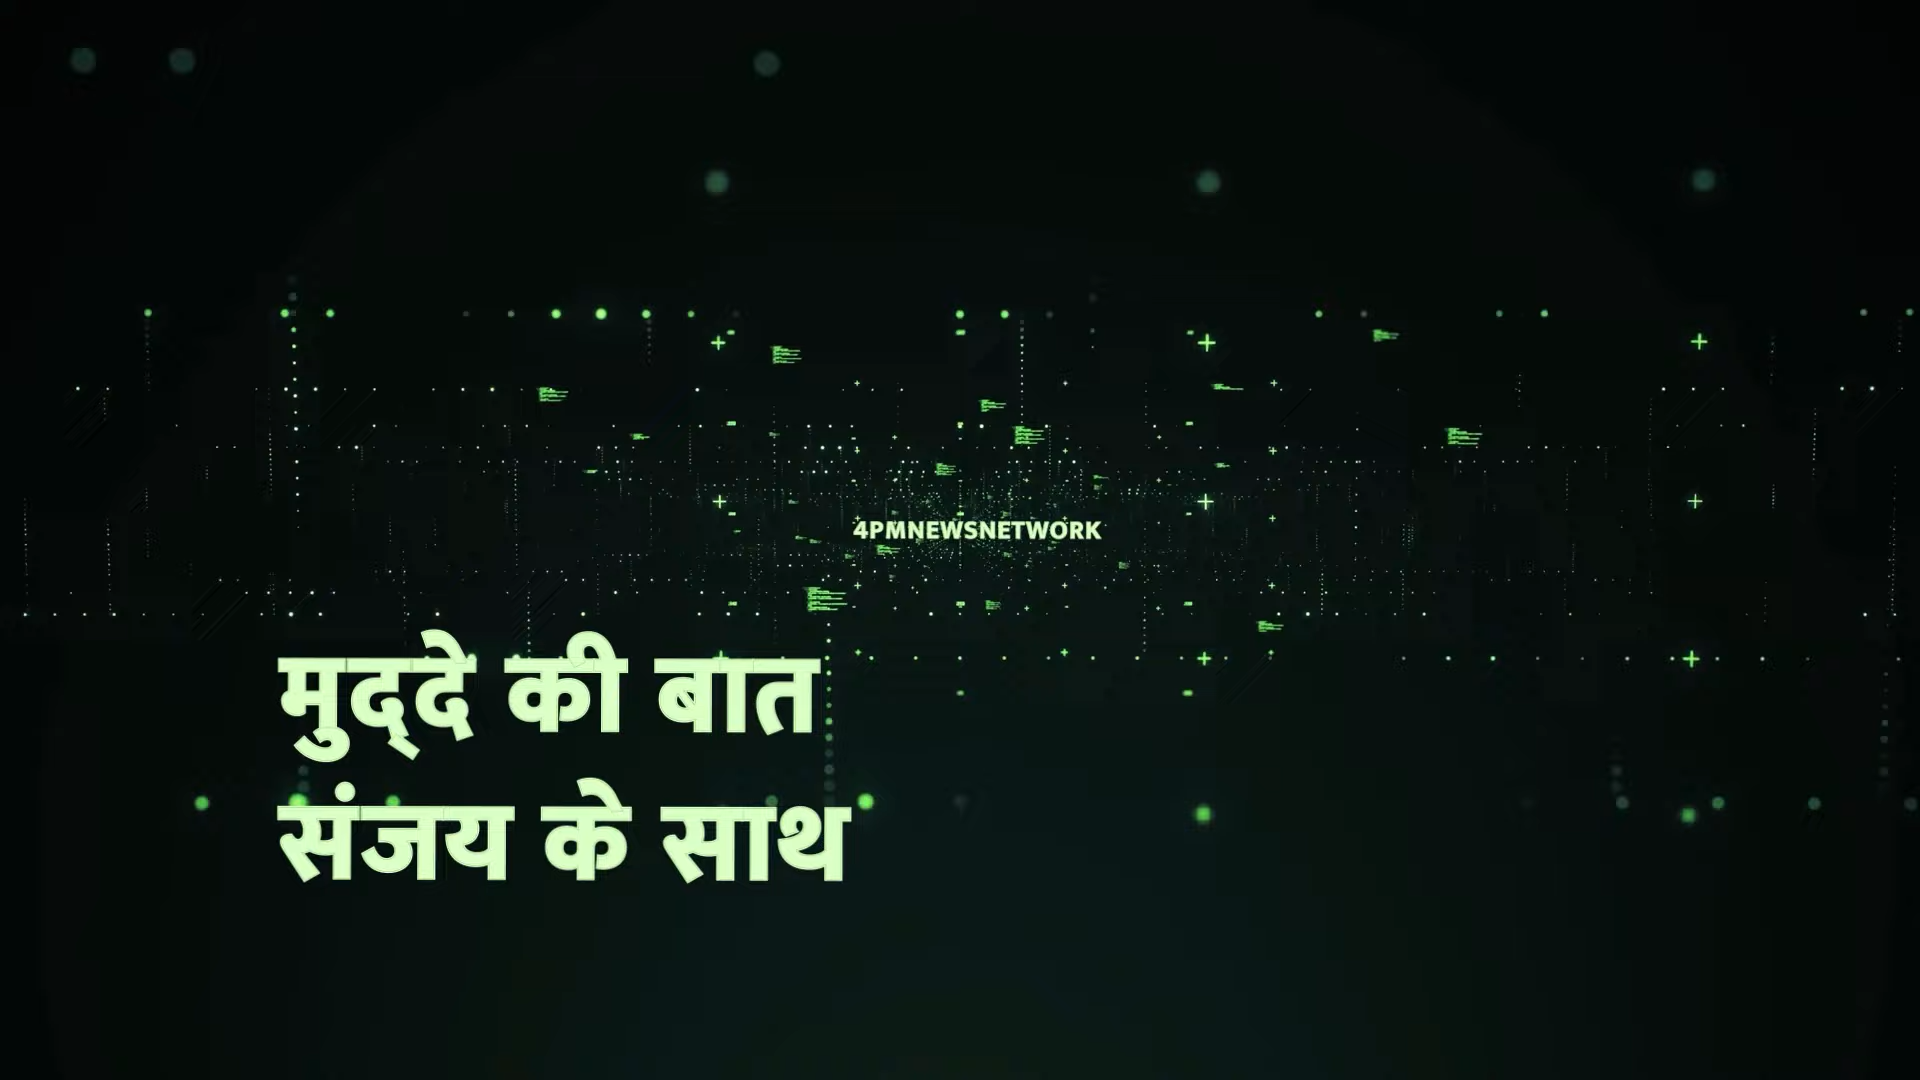 4PMNEWSNETWORK
मुद्‌दे की बात
संजय के साथ